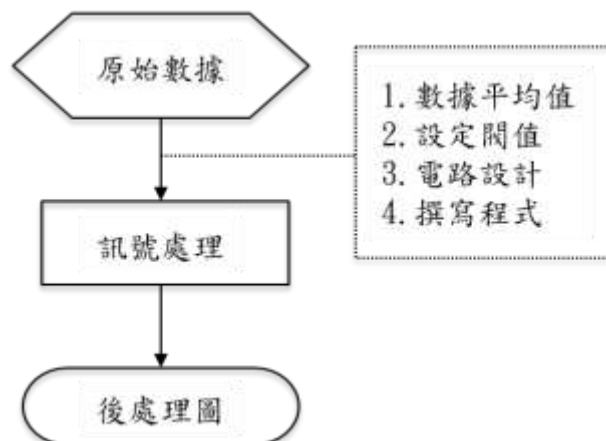 原始數據
1.數據平均值
2.設定閥值
3.電路設計
4.撰寫程式
訊號處理
後處理圖